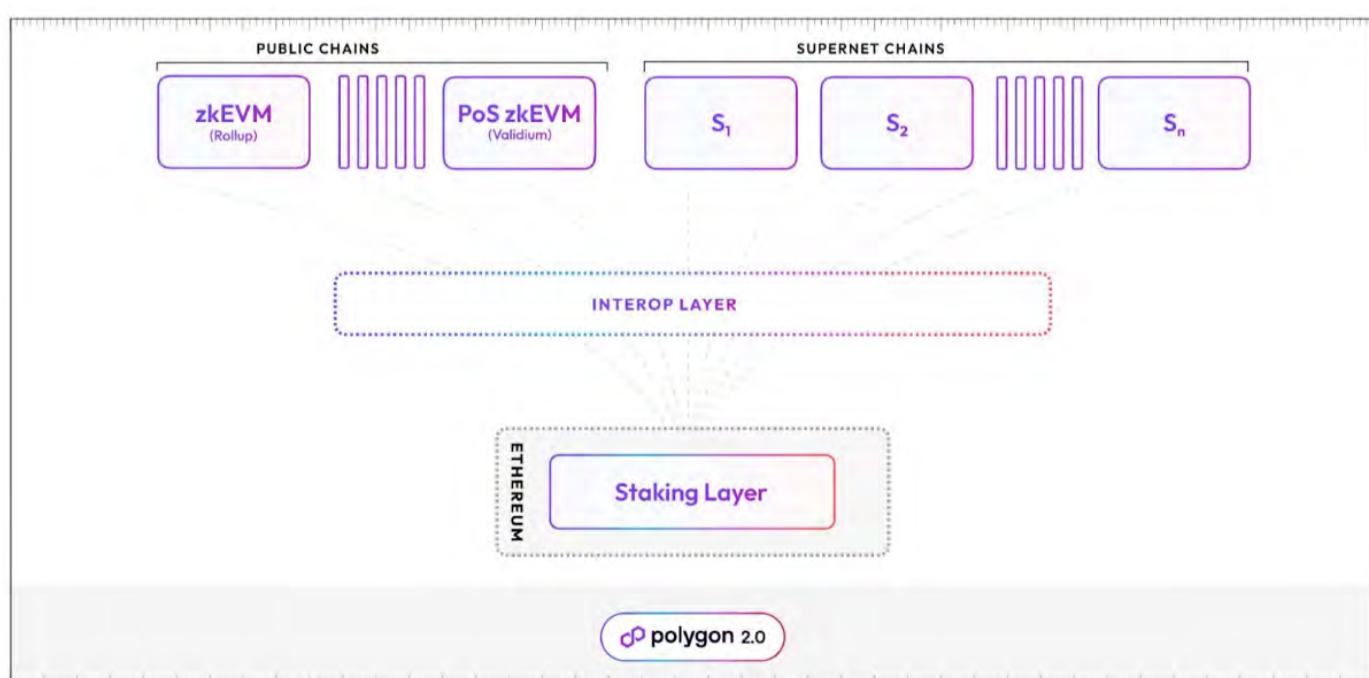 PUBLIC CHAINS
SUPERNET CHAINS
zkEVM
(Rollup)
PoS zkEVM
(Validium)
S₁
S₂
Sₙ
INTEROP LAYER
ETHEREUM
Staking Layer
polygon 2.0